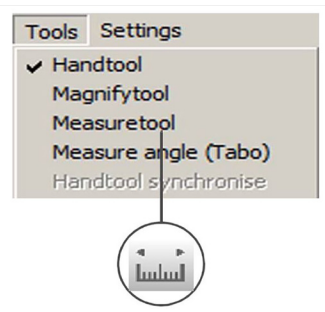 Tools Settings
Handtool
Magnifytool
Measuretool
Measure angle (Tabo)
Handtool synchronise